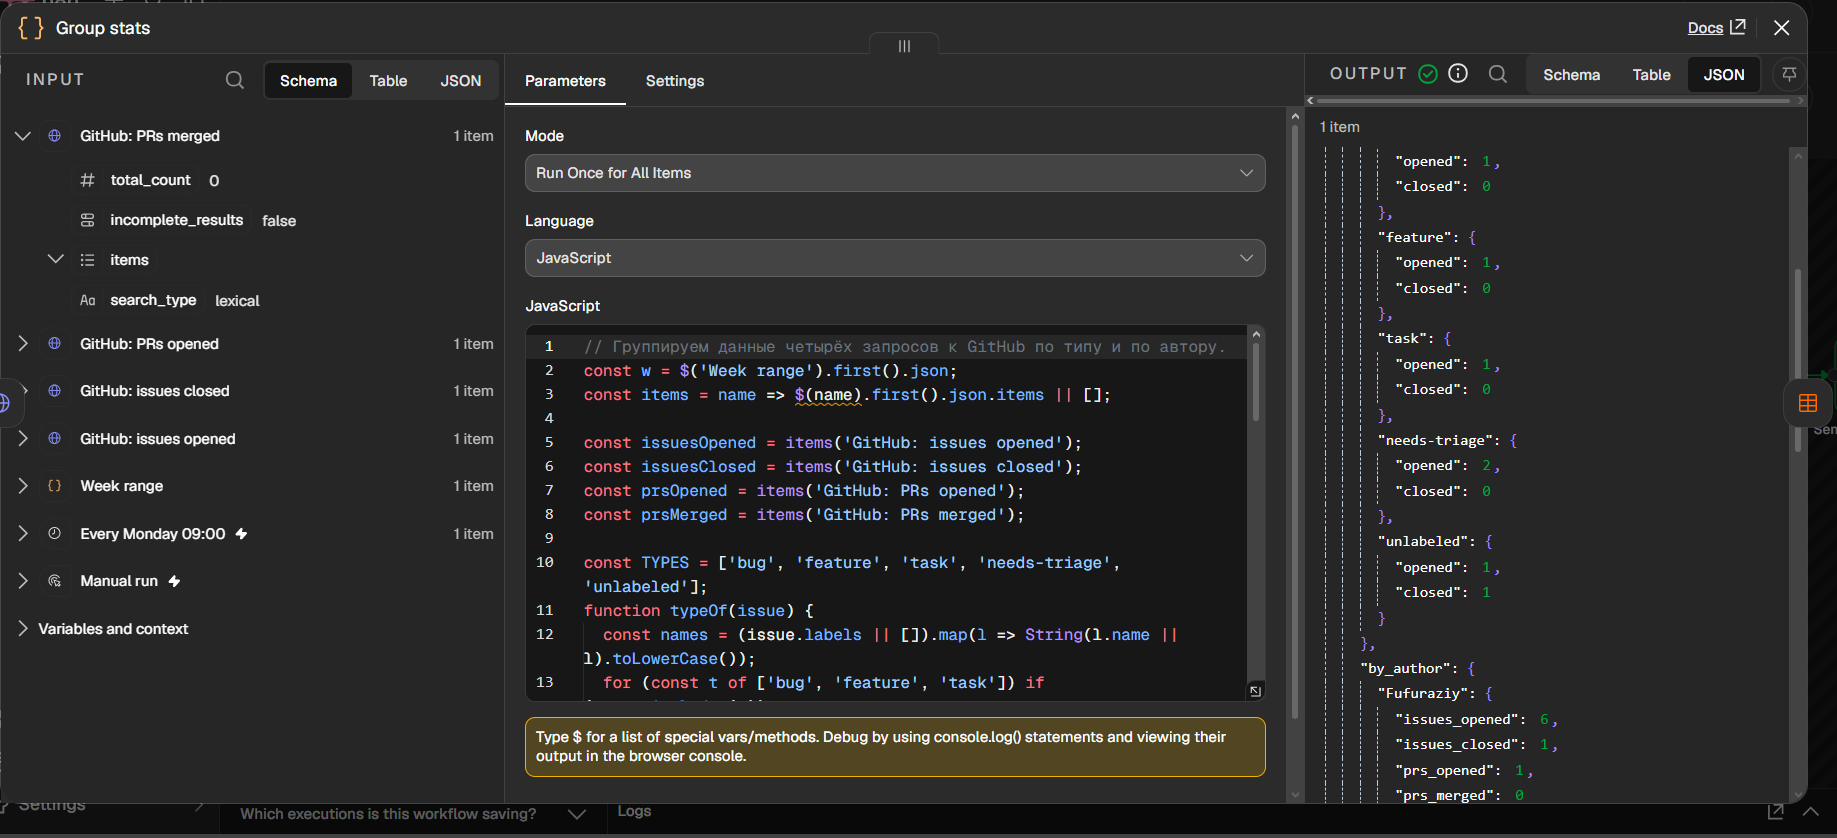 Group stats
Docs
INPUT
Schema
Table
JSON
GitHub: PRs merged
1 item
total_count
0
incomplete_results
false
items
search_type
lexical
GitHub: PRs opened
1 item
GitHub: issues closed
1 item
GitHub: issues opened
1 item
Week range
1 item
Every Monday 09:00
1 item
Manual run
Variables and context
Parameters
Settings
Mode
Run Once for All Items
Language
JavaScript
JavaScript
1 // Группируем данные четырёх запросов к GitHub по типу и по автору.
2 const w = $('Week range').first().json;
3 const items = name => $(name).first().json.items || [];
4
5 const issuesOpened = items('GitHub: issues opened');
6 const issuesClosed = items('GitHub: issues closed');
7 const prsOpened = items('GitHub: PRs opened');
8 const prsMerged = items('GitHub: PRs merged');
9
10 const TYPES = ['bug', 'feature', 'task', 'needs-triage',
'unlabeled'];
11 function typeOf(issue) {
12 const names = (issue.labels || []).map(l => String(l.name ||
l).toLowerCase());
13 for (const t of ['bug', 'feature', 'task']) if
Type $ for a list of special vars/methods. Debug by using console.log() statements and viewing their
output in the browser console.
OUTPUT
Schema
Table
JSON
1 item
"opened": 1,
"closed": 0
},
"feature": {
"opened": 1,
"closed": 0
},
"task": {
"opened": 1,
"closed": 0
},
"needs-triage": {
"opened": 2,
"closed": 0
},
"unlabeled": {
"opened": 1,
"closed": 1
}
},
"by_author": {
"Fufuraziy": {
"issues_opened": 6,
"issues_closed": 1,
"prs_opened": 1,
"prs_merged": 0
Sen
Settings
Which executions is this workflow saving?
Logs